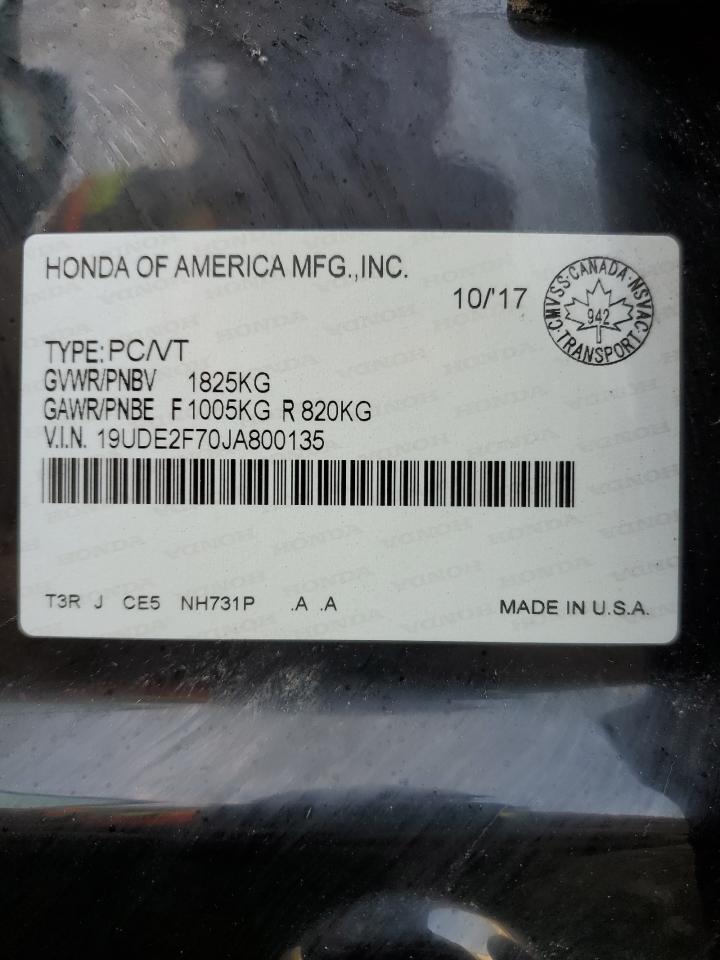 HONDA OF AMERICA MFG.,INC.
10/'17
CMVSS·CANADA·NSVAC
942
·TRANSPORT·
TYPE: PC/VT
GVWR/PNBV 1825KG
GAWR/PNBE F 1005KG R 820KG
V.I.N. 19UDE2F70JA800135
T3R J CE5 NH731P .A .A
MADE IN U.S.A.